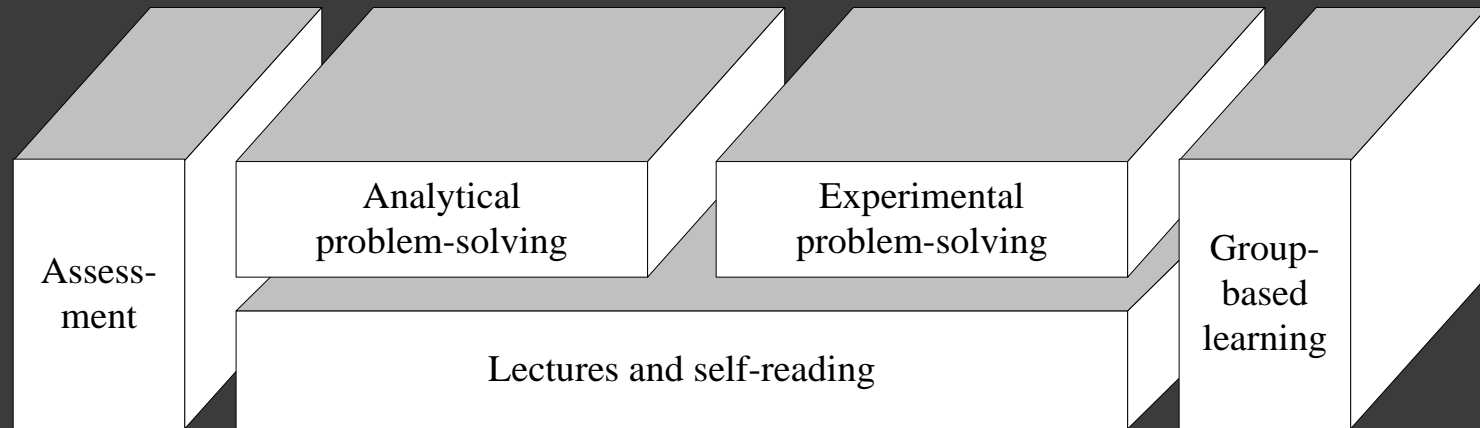 Assess-
ment
Analytical
problem-solving
Experimental
problem-solving
Group-
based
learning
Lectures and self-reading